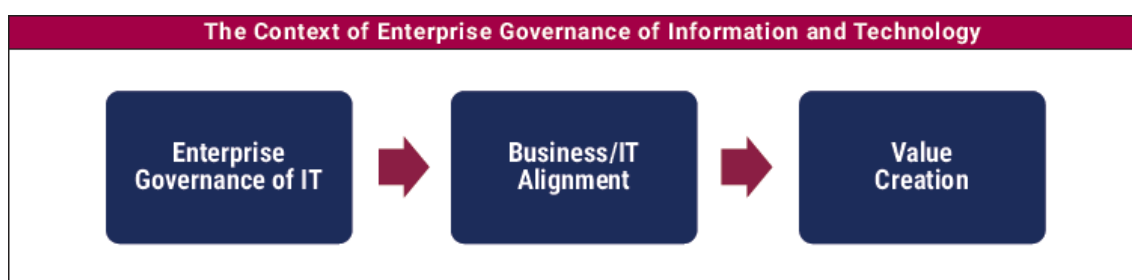 The Context of Enterprise Governance of Information and Technology
Enterprise
Governance of IT
Business/IT
Alignment
Value
Creation